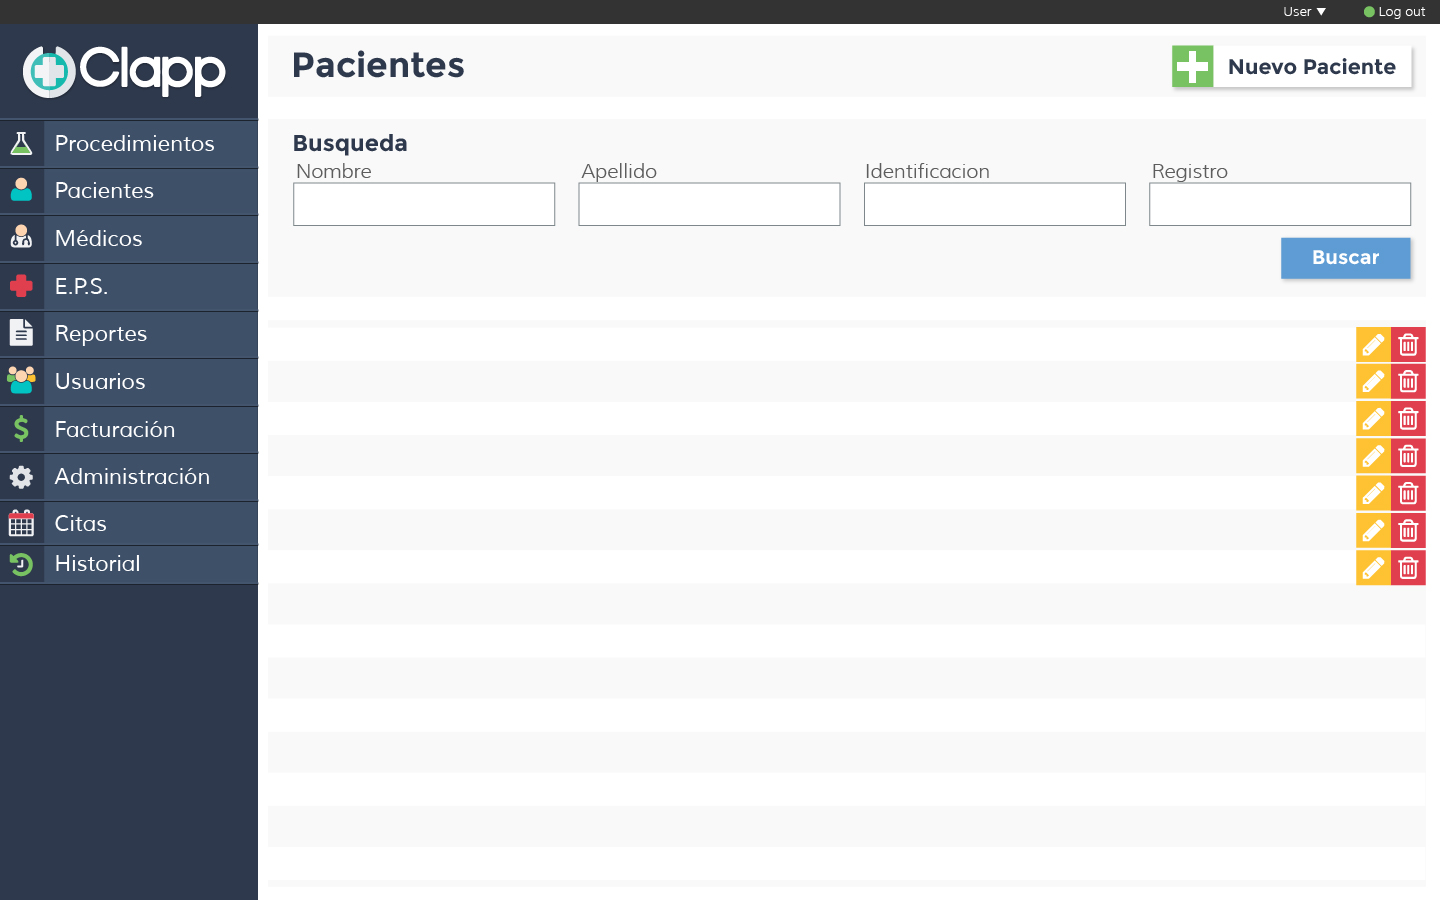 User ▼ Log out
Clapp
Pacientes
Nuevo Paciente
Procedimientos
Pacientes
Médicos
E.P.S.
Reportes
Usuarios
Facturación
Administración
Citas
Historial
Busqueda
Nombre Apellido Identificacion Registro
Buscar